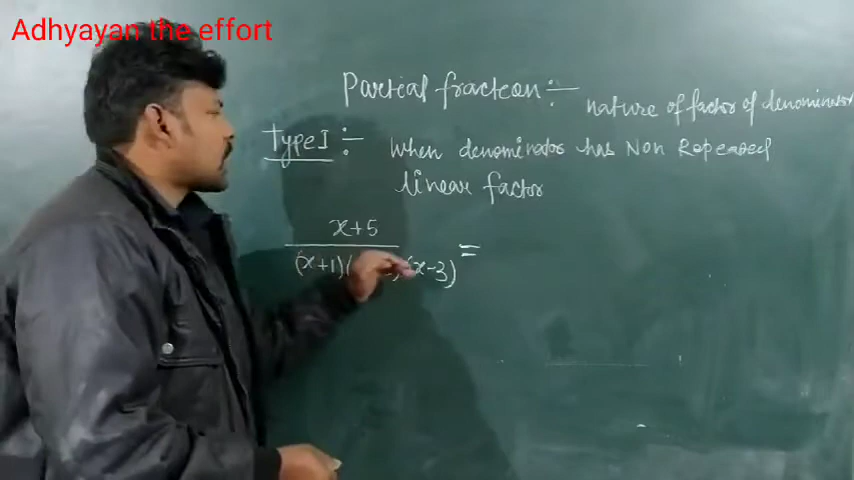 Adhyayan the effort
Partial fraction :-
nature of factor of denominator
Type I :- When denominator has Non Repeated
linear factor
x+5
(x+1)( (x-3) =